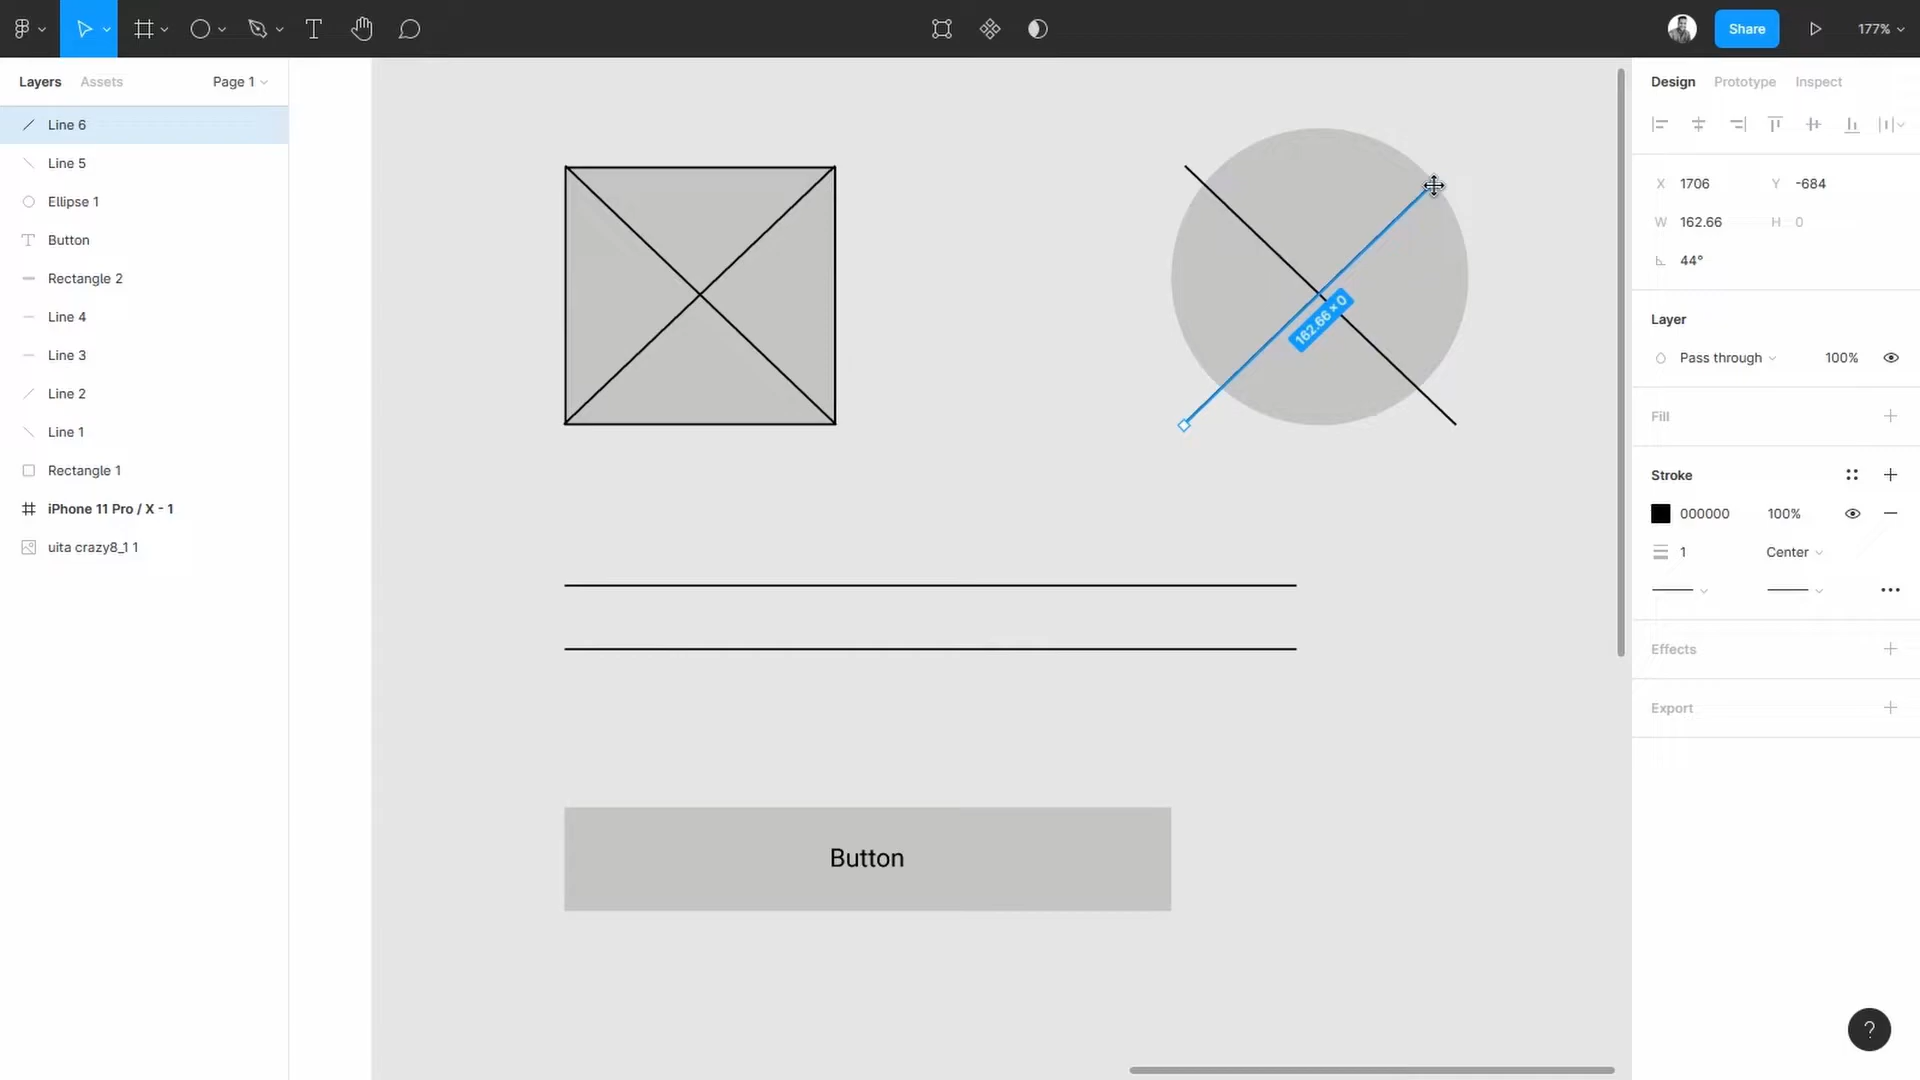 Share
177%
Layers
Assets
Page 1
Line 6
Line 5
Ellipse 1
Button
Rectangle 2
Line 4
Line 3
Line 2
Line 1
Rectangle 1
iPhone 11 Pro / X - 1
uita crazy8_1 1
162.66 × 0
Button
Design
Prototype
Inspect
X 1706 Y -684
W 162.66 H 0
44°
Layer
Pass through 100%
Fill
Stroke
000000 100%
1 Center
Effects
Export
?